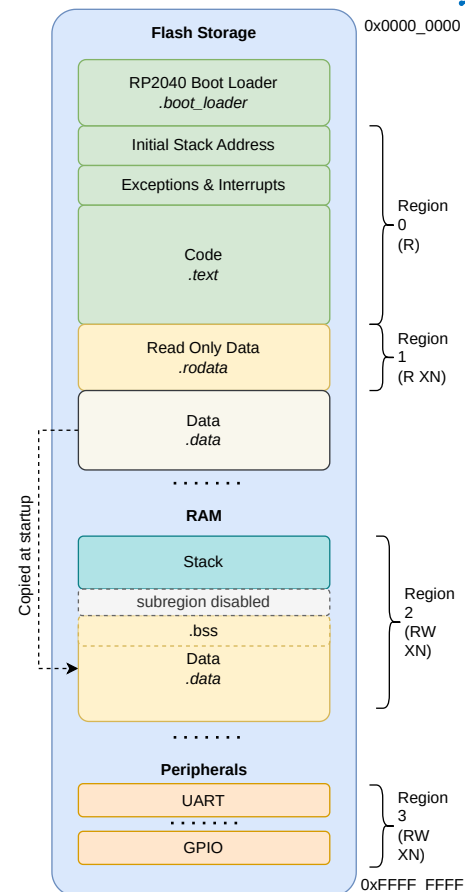 Flash Storage
0x0000_0000
RP2040 Boot Loader
.boot_loader
Initial Stack Address
Exceptions & Interrupts
Code
.text
Region
0
(R)
Read Only Data
.rodata
Region
1
(R XN)
Data
.data
. . . . . . .
Copied at startup
RAM
Stack
subregion disabled
.bss
Data
.data
Region
2
(RW
XN)
. . . . . . .
Peripherals
UART
. . . . . . .
GPIO
Region
3
(RW
XN)
0xFFFF_FFFF